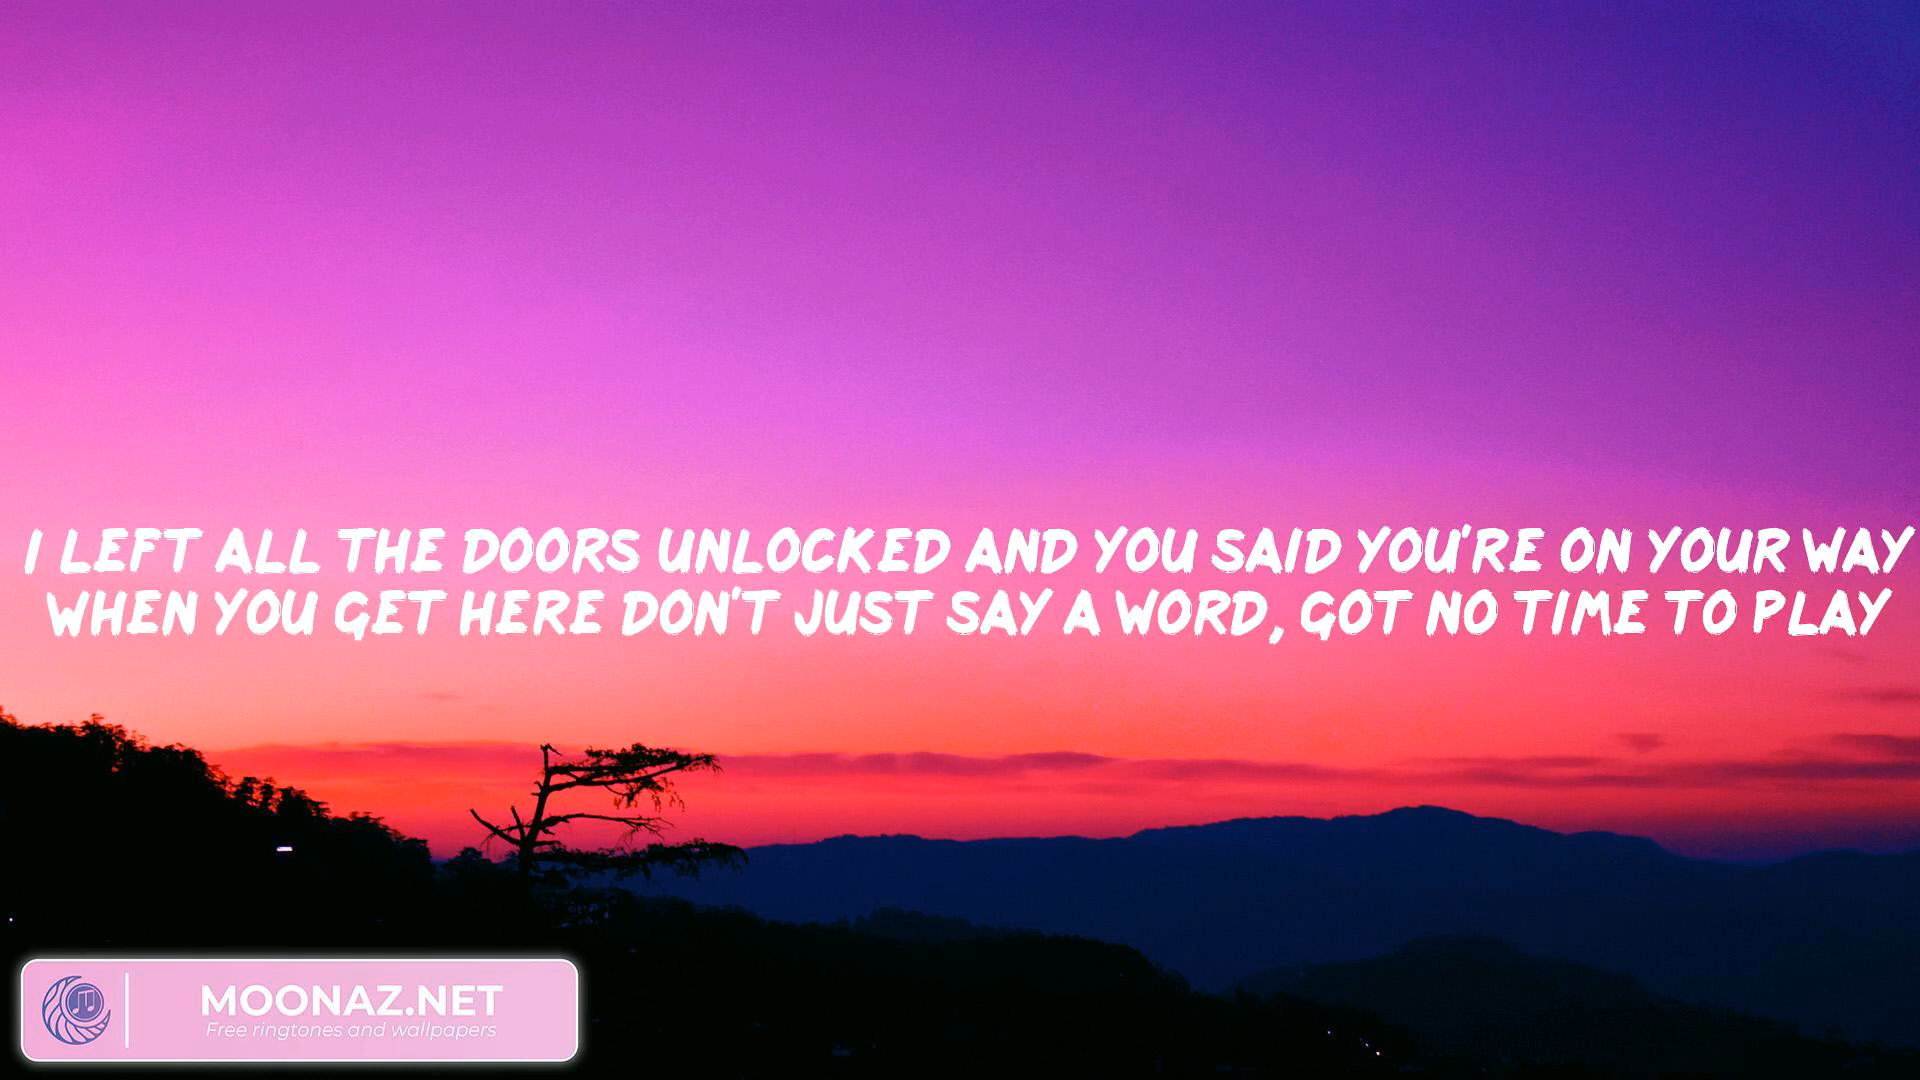 I LEFT ALL THE DOORS UNLOCKED AND YOU SAID YOU'RE ON YOUR WAY
WHEN YOU GET HERE DON'T JUST SAY A WORD, GOT NO TIME TO PLAY
MOONAZ.NET
Free ringtones and wallpapers